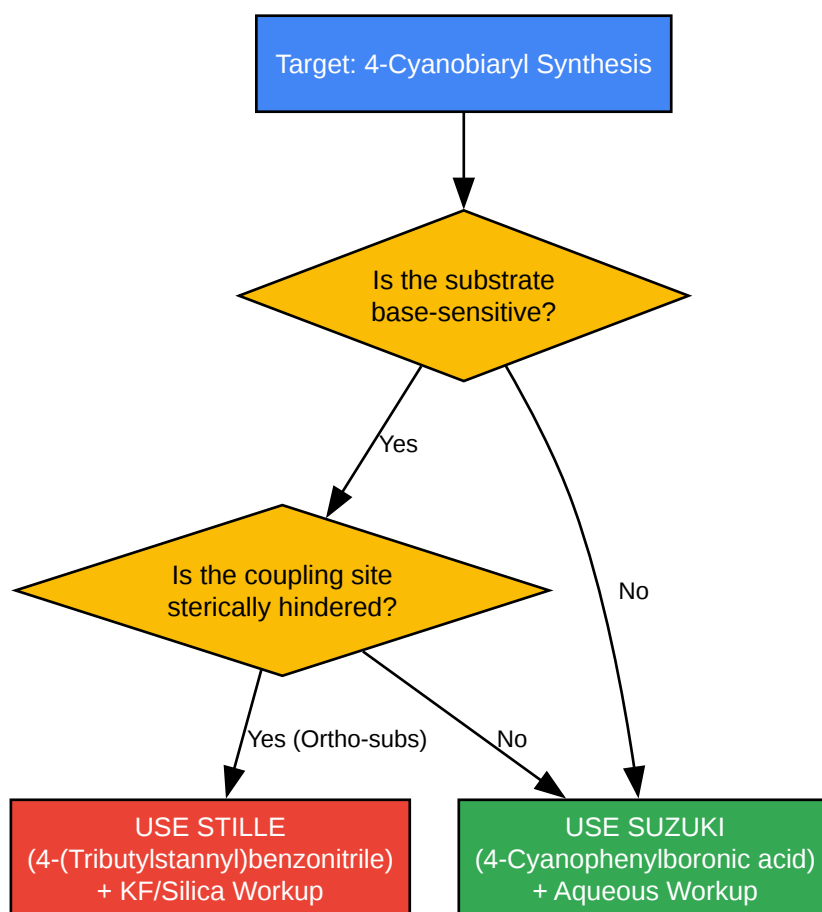 Target: 4-Cyanobiaryl Synthesis
Is the substrate
base-sensitive?
Yes
Is the coupling site
sterically hindered?
No
Yes (Ortho-subs)
No
USE STILLE
(4-(Tributylstannyl)benzonitrile)
+ KF/Silica Workup
USE SUZUKI
(4-Cyanophenylboronic acid)
+ Aqueous Workup